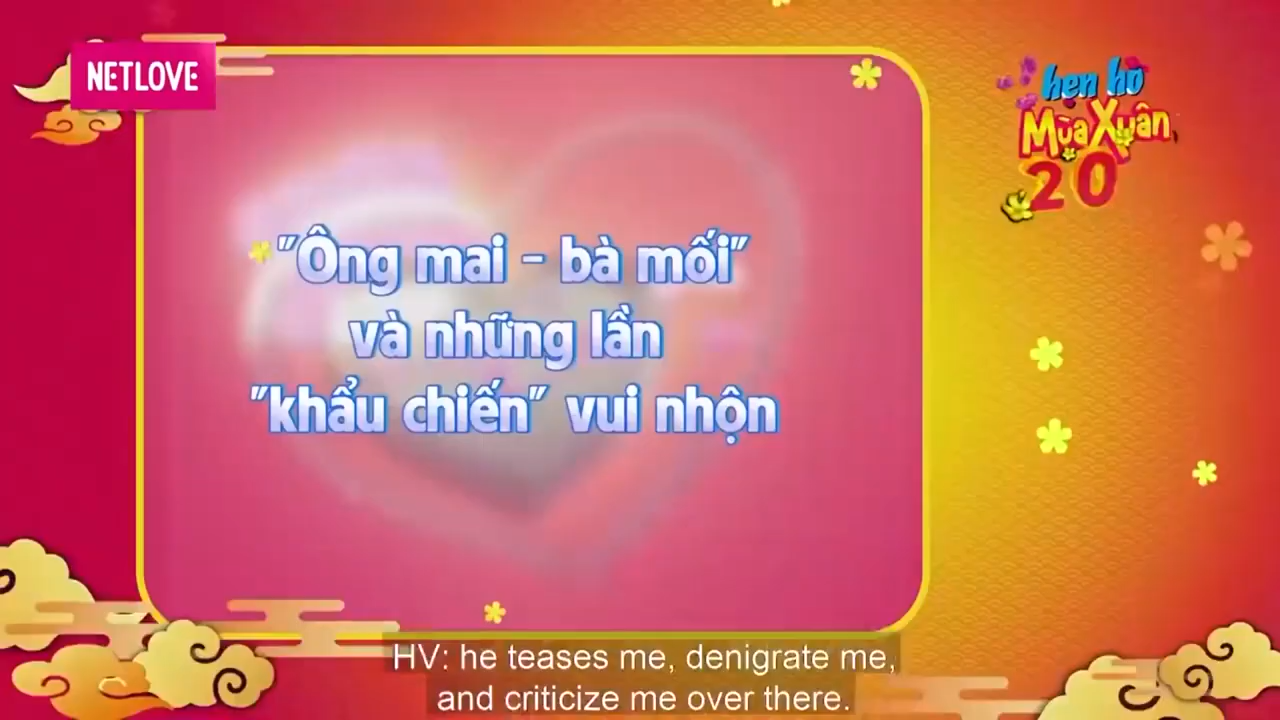 NETLOVE
hẹn hò
Mùa Xuân
20
"Ông mai - bà mối"
và những lần
"khẩu chiến" vui nhộn
HV: he teases me, denigrate me,
and criticize me over there.